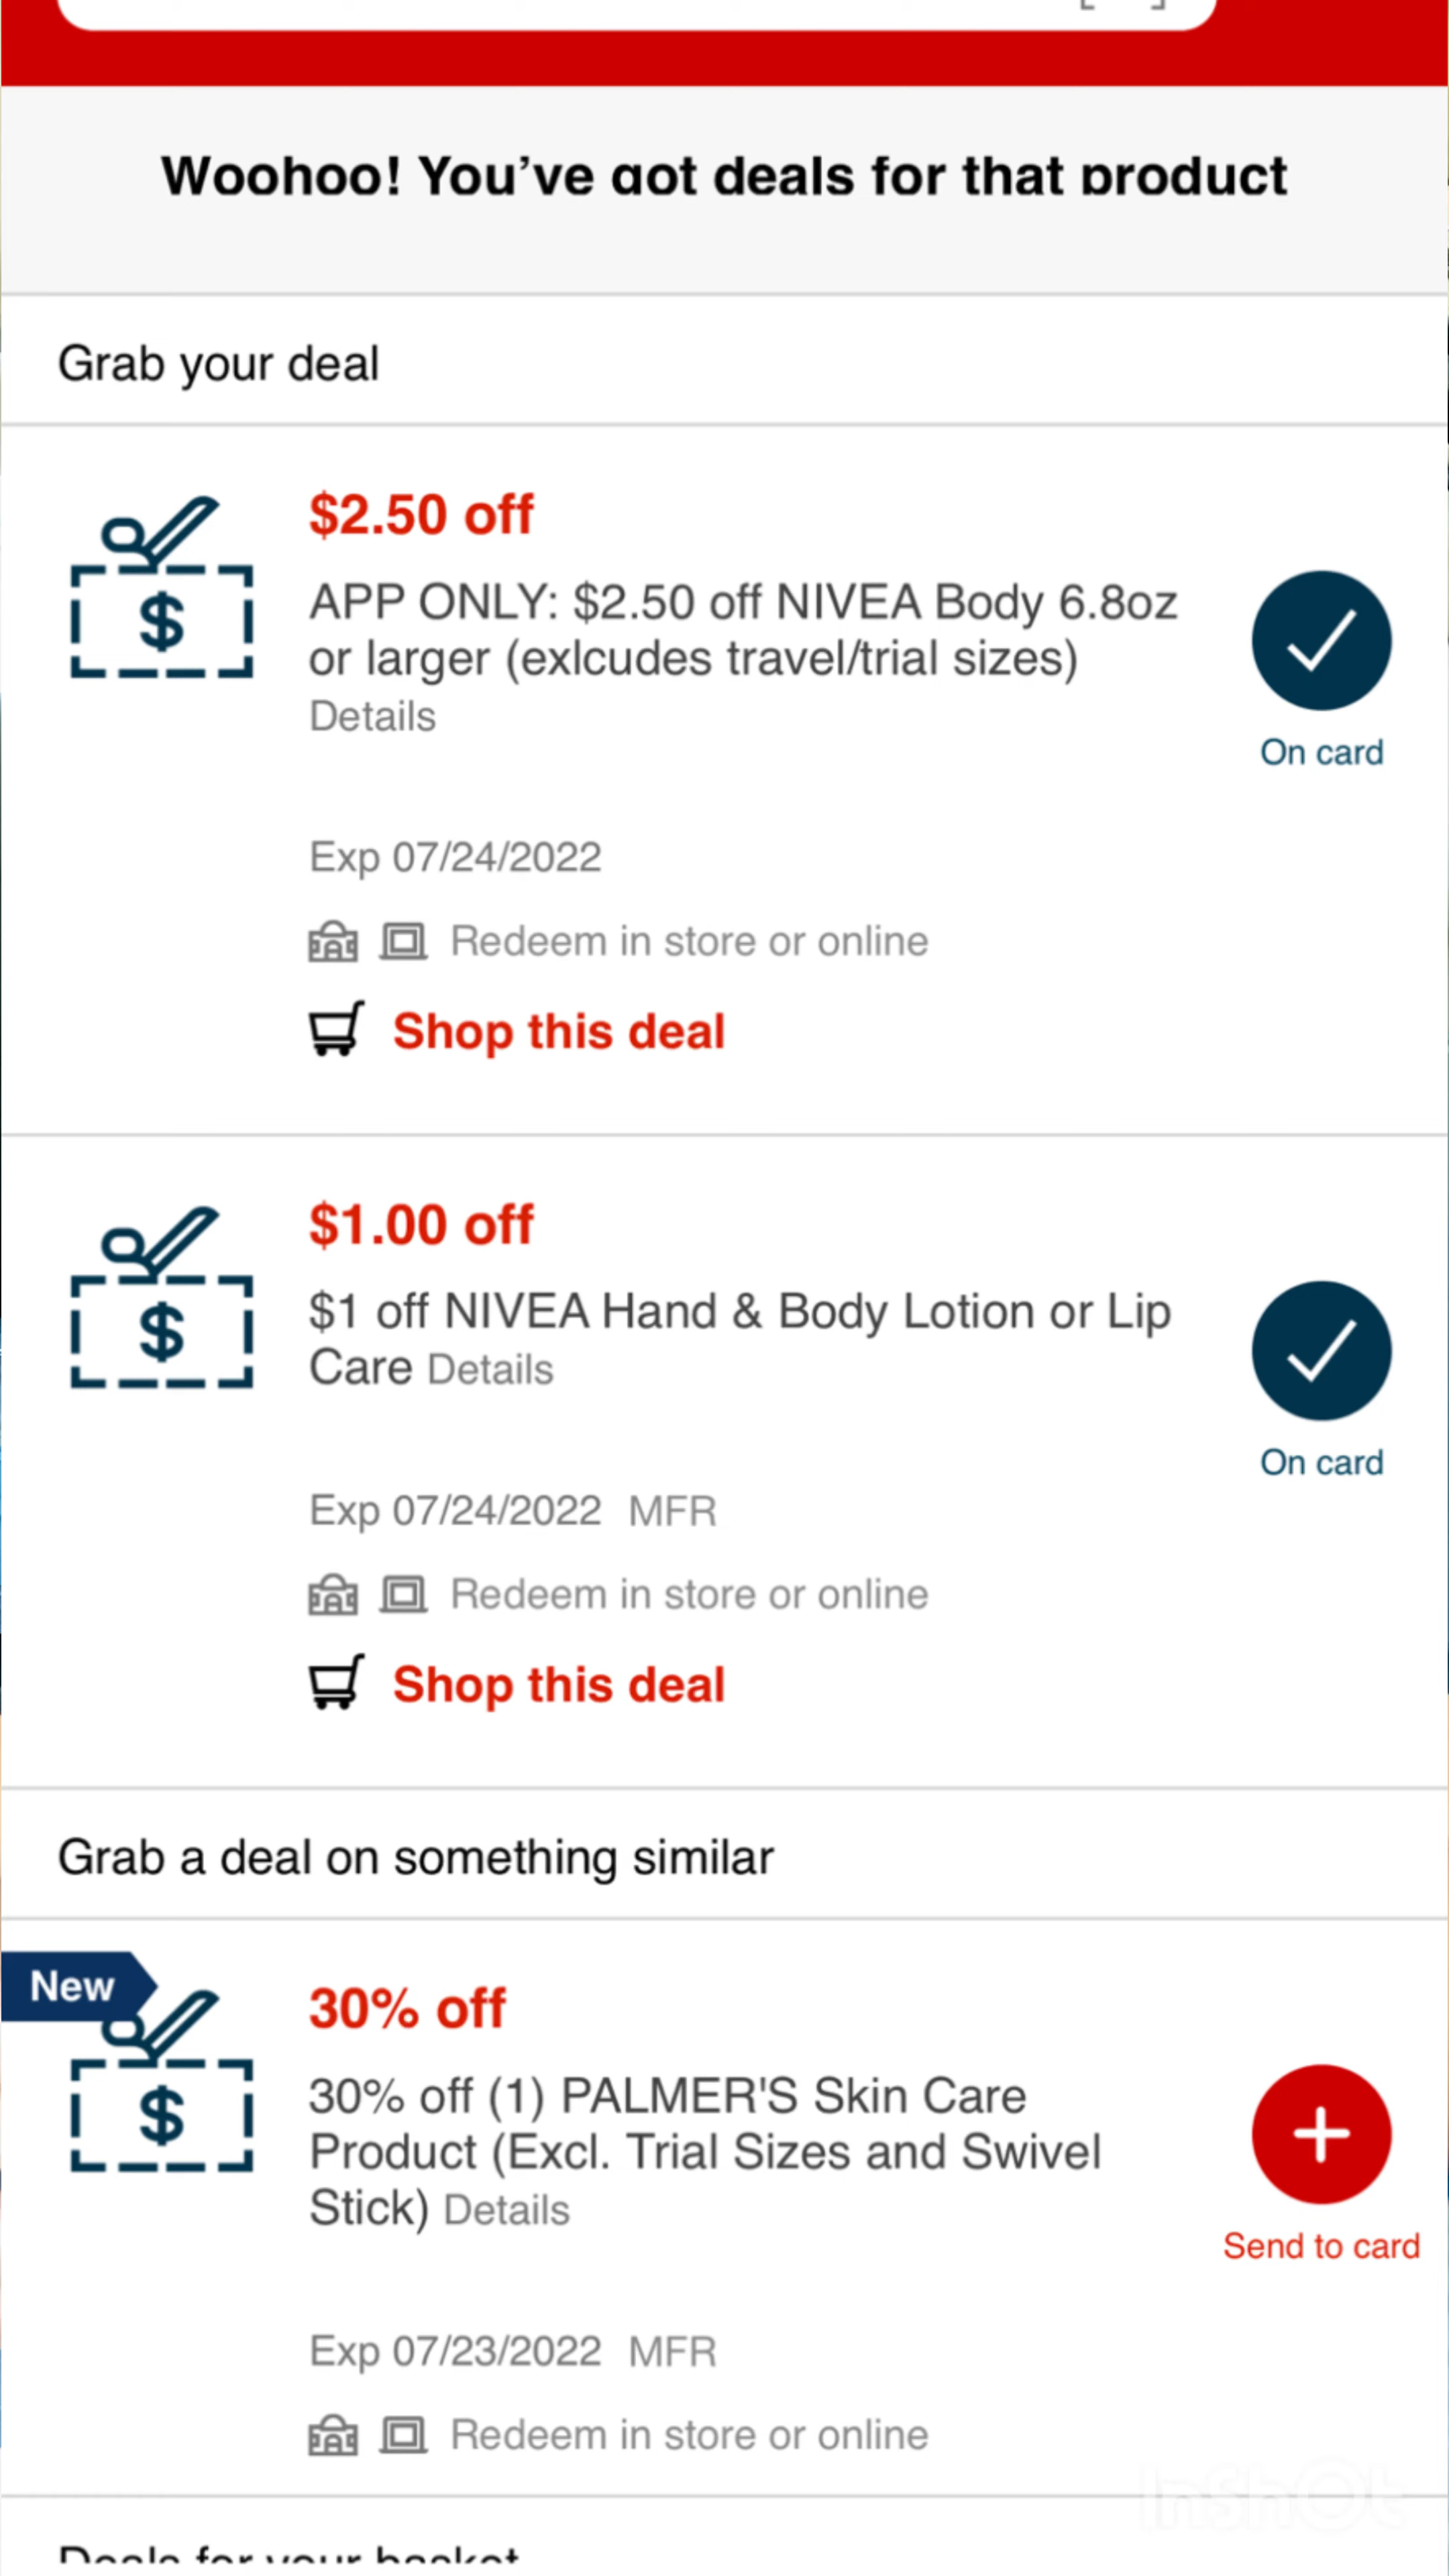 Woohoo! You've got deals for that product
Grab your deal
$2.50 off
APP ONLY: $2.50 off NIVEA Body 6.8oz
or larger (exlcudes travel/trial sizes)
Details
On card
Exp 07/24/2022
Redeem in store or online
Shop this deal
$1.00 off
$1 off NIVEA Hand & Body Lotion or Lip
Care Details
On card
Exp 07/24/2022 MFR
Redeem in store or online
Shop this deal
Grab a deal on something similar
New
30% off
30% off (1) PALMER'S Skin Care
Product (Excl. Trial Sizes and Swivel
Stick) Details
Send to card
Exp 07/23/2022 MFR
Redeem in store or online
InShOt
Deals for your basket